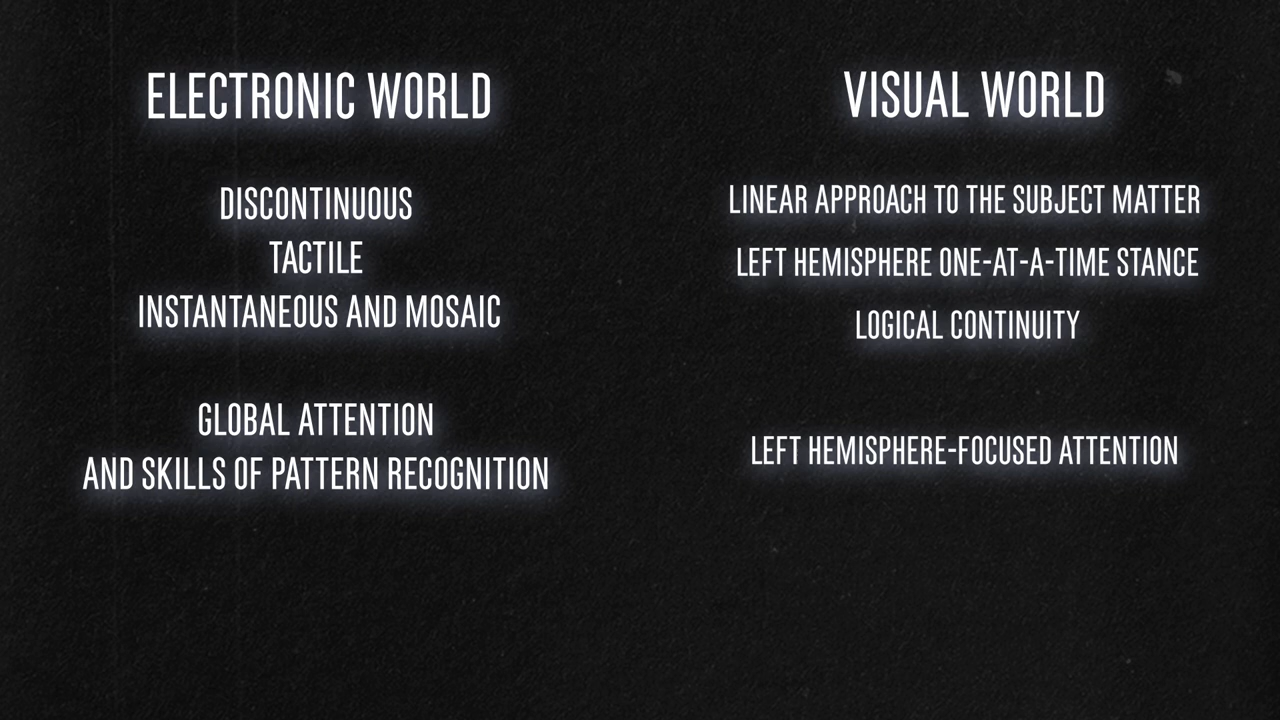 ELECTRONIC WORLD
DISCONTINUOUS
TACTILE
INSTANTANEOUS AND MOSAIC
GLOBAL ATTENTION
AND SKILLS OF PATTERN RECOGNITION
VISUAL WORLD
LINEAR APPROACH TO THE SUBJECT MATTER
LEFT HEMISPHERE ONE-AT-A-TIME STANCE
LOGICAL CONTINUITY
LEFT HEMISPHERE-FOCUSED ATTENTION